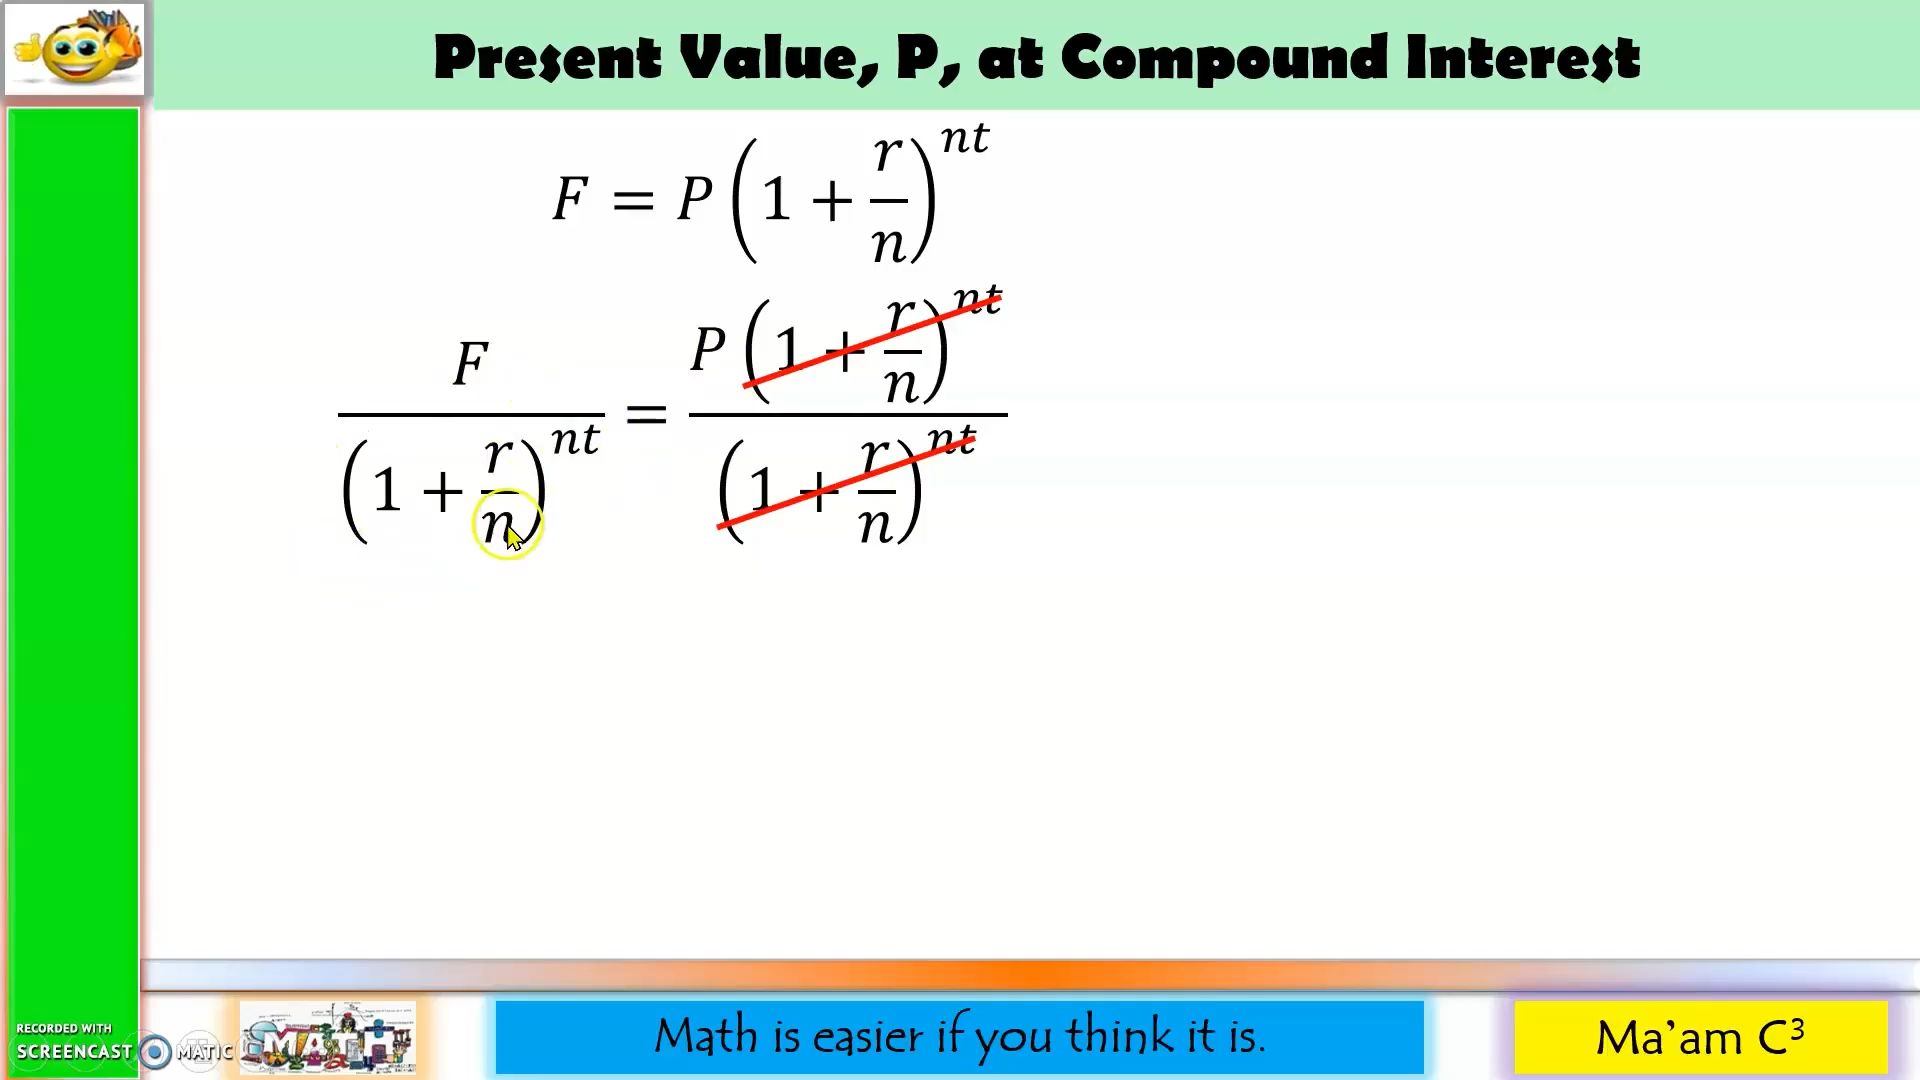 Present Value, P, at Compound Interest
F = P(1 + r/n)^nt
F/(1 + r/n)^nt = P(1 + r/n)^nt/(1 + r/n)^nt
RECORDED WITH
SCREENCAST MATIC
MATH
Math is easier if you think it is.
Ma'am C³